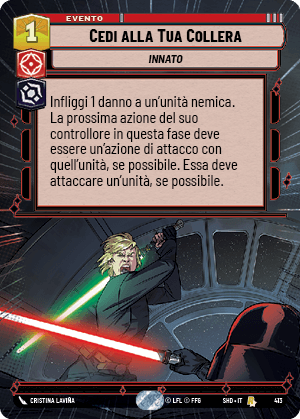 EVENTO
1
CEDI ALLA TUA COLLERA
INNATO
Infliggi 1 danno a un'unità nemica.
La prossima azione del suo
controllore in questa fase deve
essere un'azione di attacco con
quell'unità, se possibile. Essa deve
attaccare un'unità, se possibile.
CRISTINA LAVIÑA
© LFL © FFG
SHD • IT
413